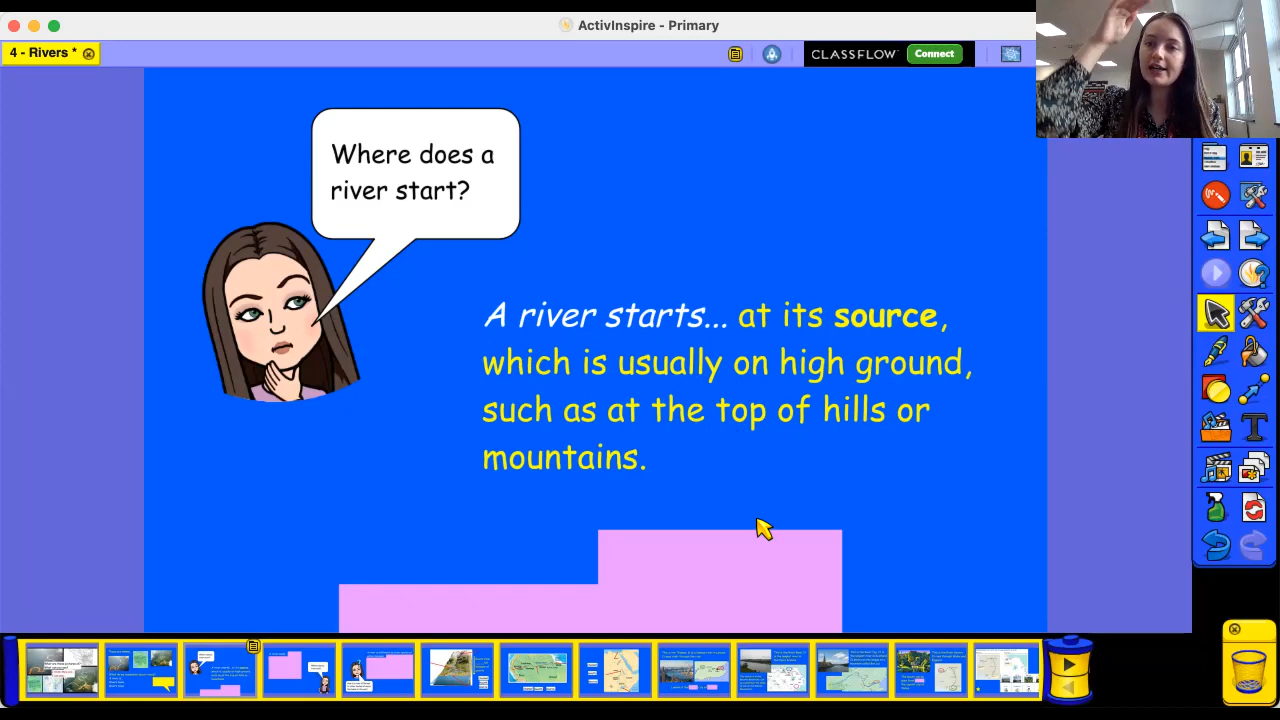 ActivInspire - Primary
4 - Rivers *
CLASSFLOW
Connect
Where does a
river start?
A river starts... at its source,
which is usually on high ground,
such as at the top of hills or
mountains.